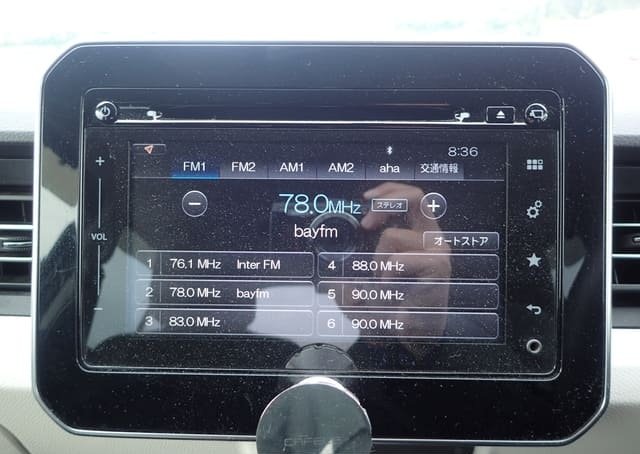 8:36
FM1 FM2 AM1 AM2 aha 交通情報
+
VOL
−
− 78.0MHz ステレオ +
bayfm
オートストア
1 76.1 MHz Inter FM
2 78.0 MHz bayfm
3 83.0 MHz
4 88.0 MHz
5 90.0 MHz
6 90.0 MHz